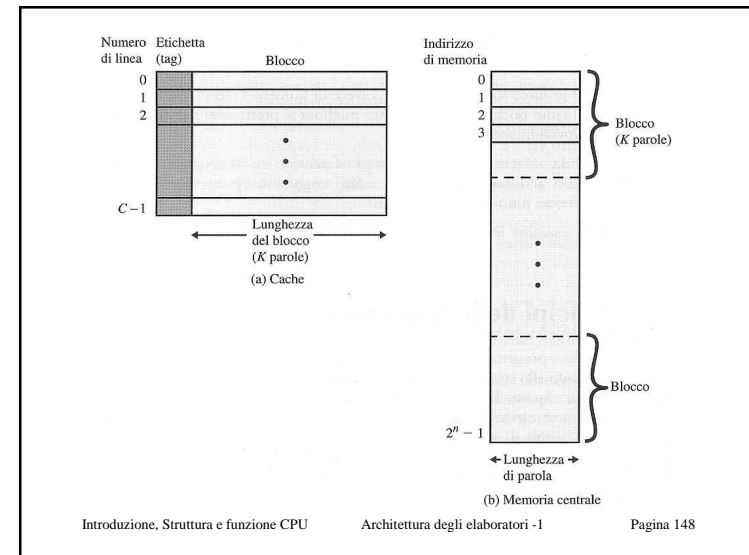 Numero di linea
Etichetta (tag)
Blocco
0
1
2
C – 1
Lunghezza
del blocco
(K parole)
(a) Cache
Indirizzo
di memoria
0
1
2
3
Blocco
(K parole)
Blocco
2ⁿ – 1
Lunghezza
di parola
(b) Memoria centrale
Introduzione, Struttura e funzione CPU Architettura degli elaboratori -1 Pagina 148